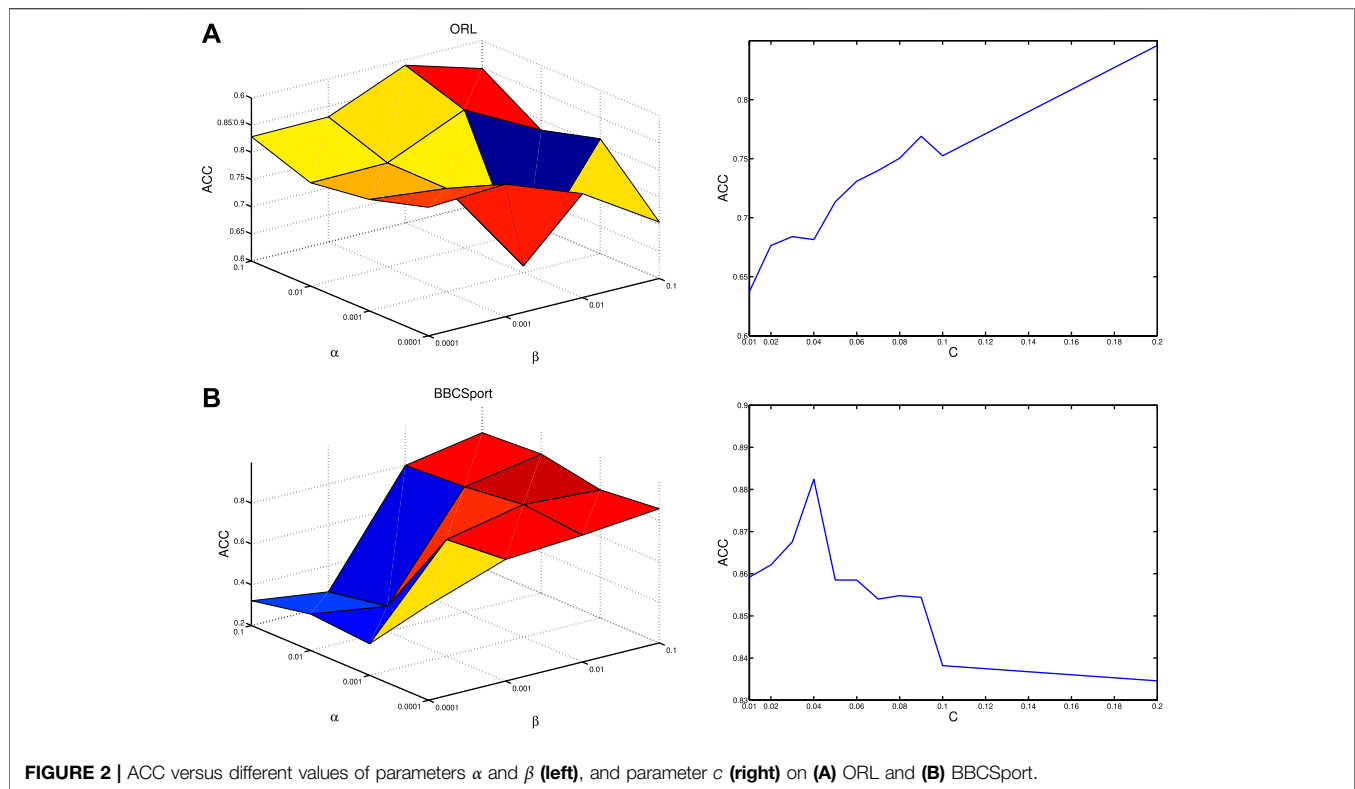 A
ORL
0.6
0.85 0.9
0.8
0.75
0.7
0.65
0.6
ACC
0.1
0.01
0.001
0.0001
α
0.0001
0.001
0.01
0.1
β
0.8
0.75
0.7
0.65
0.6
ACC
0.01 0.02 0.04 0.06 0.08 0.1 0.12 0.14 0.16 0.18 0.2
C
B
BBCSport
0.8
0.6
0.4
0.2
ACC
0.1
0.01
0.001
0.0001
α
0.0001
0.001
0.01
0.1
β
0.9
0.89
0.88
0.87
0.86
0.85
0.84
0.83
ACC
0.01 0.02 0.04 0.06 0.08 0.1 0.12 0.14 0.16 0.18 0.2
C
FIGURE 2 | ACC versus different values of parameters α and β (left), and parameter c (right) on (A) ORL and (B) BBCSport.